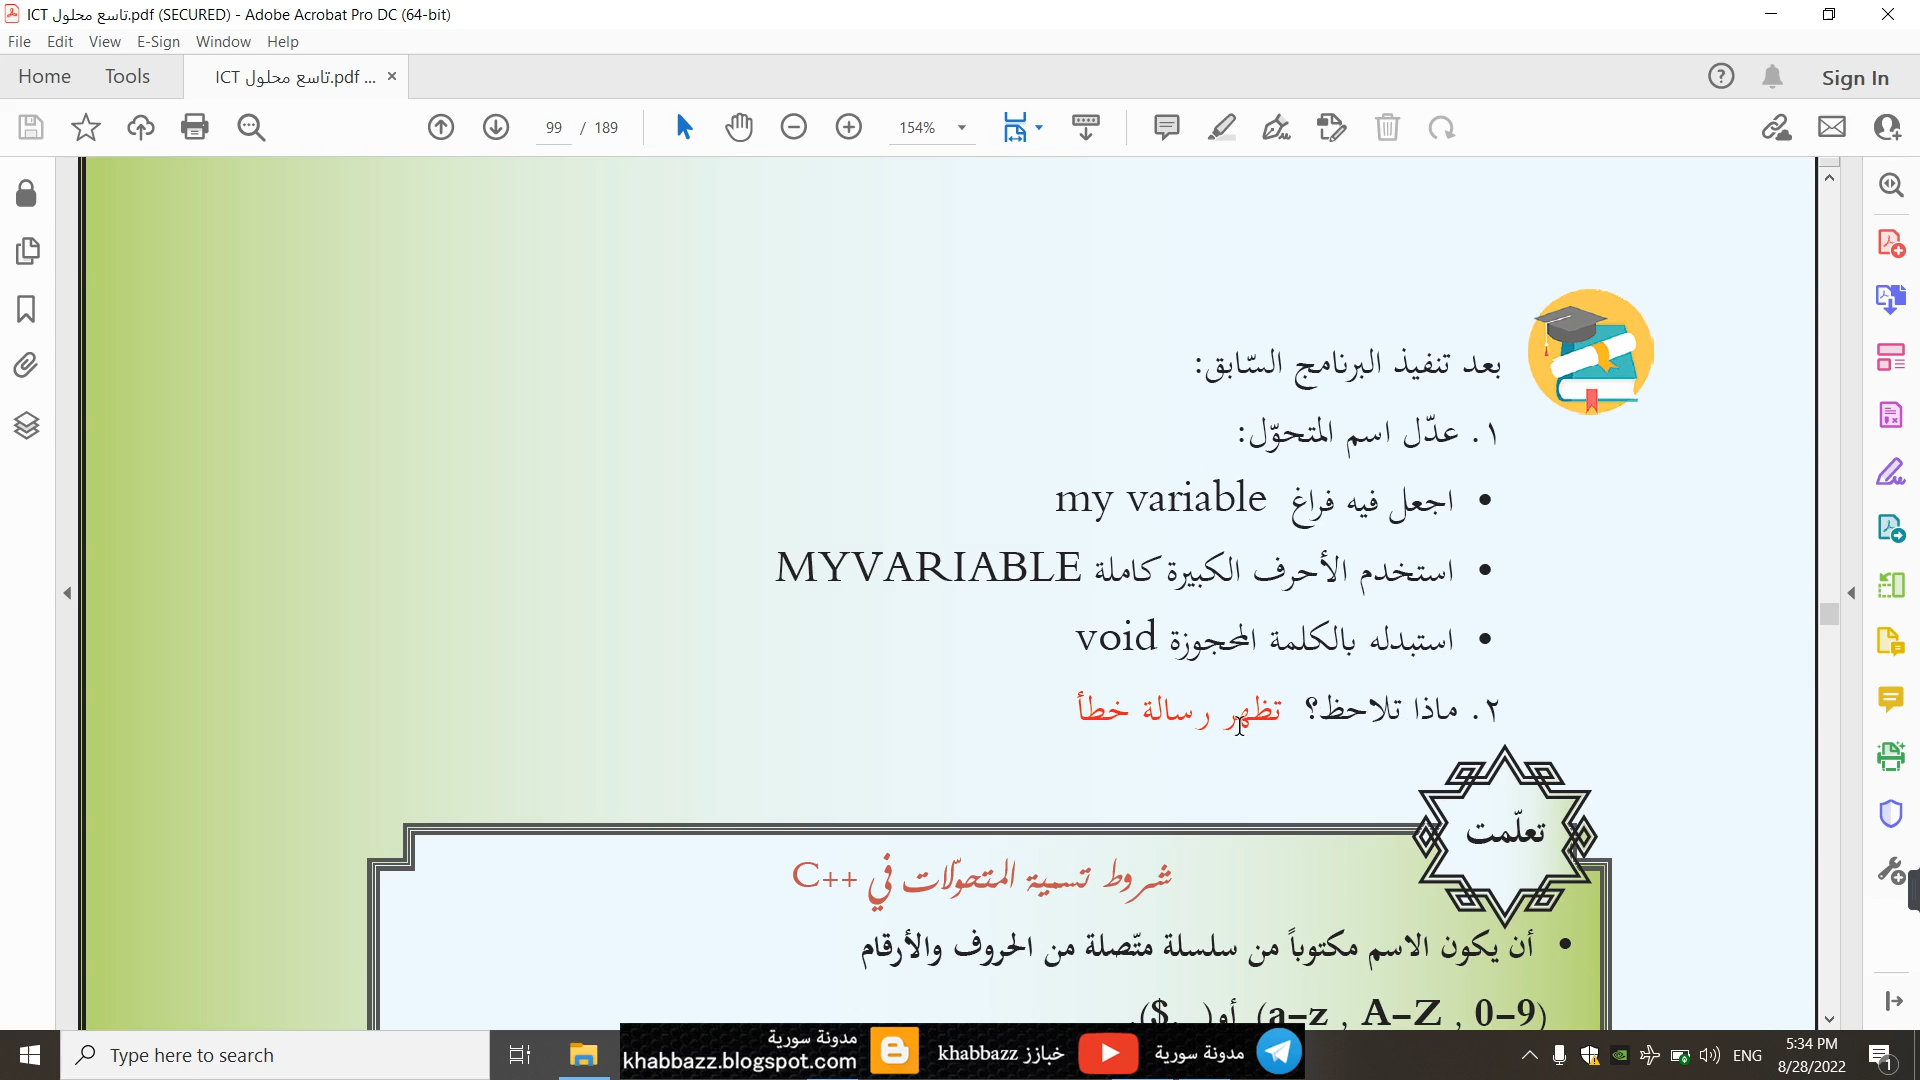 ICT تاسع محلول.pdf (SECURED) - Adobe Acrobat Pro DC (64-bit)
File Edit View E-Sign Window Help
Home Tools ICT تاسع محلول.pdf ... × Sign In
99 / 189 154%
بعد تنفيذ البرنامج السّابق:
١. عدّل اسم المتحوّل:
• اجعل فيه فراغ my variable
• استخدم الأحرف الكبيرة كاملة MYVARIABLE
• استبدله بالكلمة المحجوزة void
٢. ماذا تلاحظ؟ تظهر رسالة خطأ
تعلّمت
شروط تسمية المتحوّلات في C++
• أن يكون الاسم مكتوباً من سلسلة متّصلة من الحروف والأرقام
(a–z , A–Z , 0–9) أو
Type here to search
مدونة سورية
khabbazz.blogspot.com
خبازز khabbazz
مدونة سورية
ENG
5:34 PM
8/28/2022
1